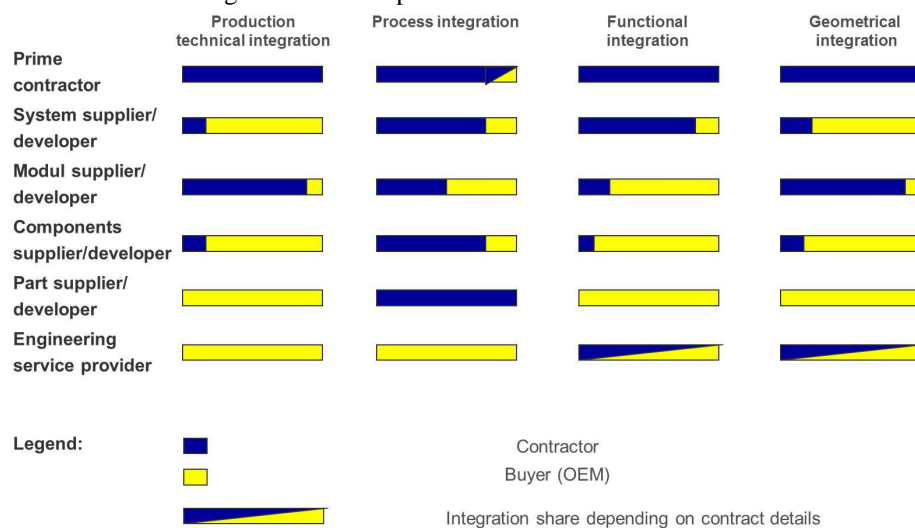 Production technical integration
Process integration
Functional integration
Geometrical integration
Prime contractor
System supplier/ developer
Modul supplier/ developer
Components supplier/developer
Part supplier/ developer
Engineering service provider
Legend:
Contractor
Buyer (OEM)
Integration share depending on contract details